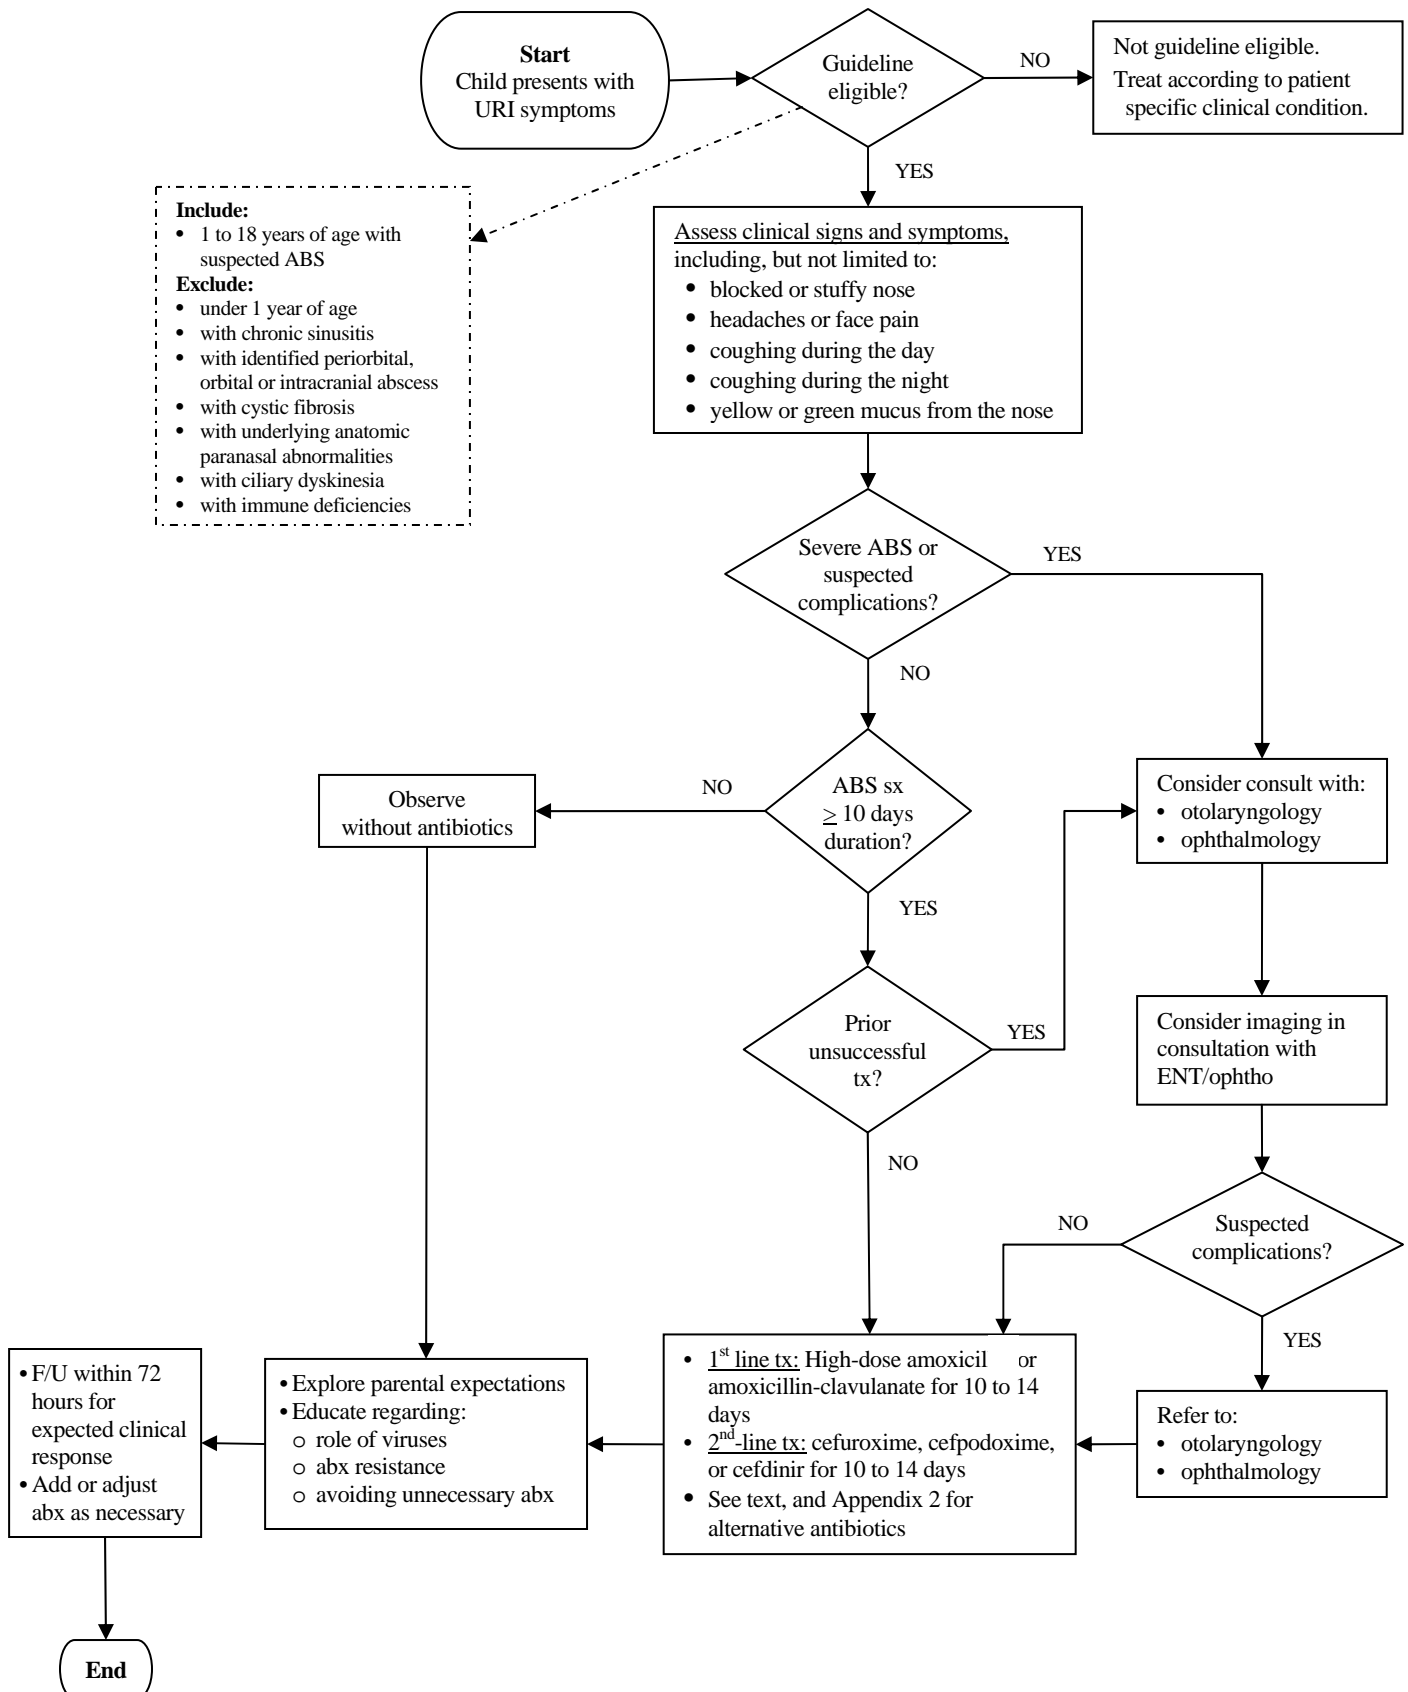 Start
Child presents with
URI symptoms
Guideline
eligible?
NO
Not guideline eligible.
Treat according to patient
specific clinical condition.
YES
Include:
• 1 to 18 years of age with
suspected ABS
Exclude:
• under 1 year of age
• with chronic sinusitis
• with identified periorbital,
orbital or intracranial abscess
• with cystic fibrosis
• with underlying anatomic
paranasal abnormalities
• with ciliary dyskinesia
• with immune deficiencies
Assess clinical signs and symptoms,
including, but not limited to:
• blocked or stuffy nose
• headaches or face pain
• coughing during the day
• coughing during the night
• yellow or green mucus from the nose
Severe ABS or
suspected
complications?
YES
NO
ABS sx
≥ 10 days
duration?
NO
Observe
without antibiotics
YES
Consider consult with:
• otolaryngology
• ophthalmology
Prior
unsuccessful
tx?
YES
NO
Consider imaging in
consultation with
ENT/ophtho
Suspected
complications?
NO
YES
Refer to:
• otolaryngology
• ophthalmology
• 1st line tx: High-dose amoxicil or
amoxicillin-clavulanate for 10 to 14
days
• 2nd-line tx: cefuroxime, cefpodoxime,
or cefdinir for 10 to 14 days
• See text, and Appendix 2 for
alternative antibiotics
• Explore parental expectations
• Educate regarding:
o role of viruses
o abx resistance
o avoiding unnecessary abx
• F/U within 72
hours for
expected clinical
response
• Add or adjust
abx as necessary
End